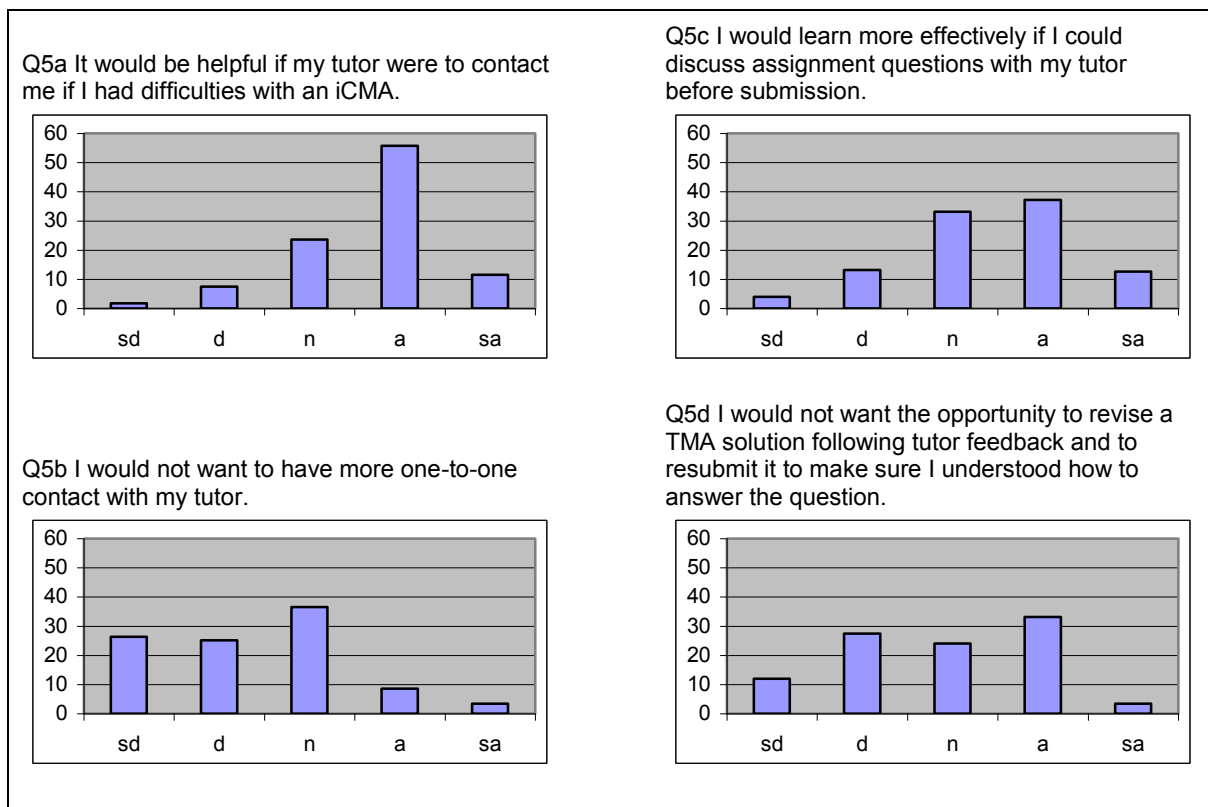 Q5a It would be helpful if my tutor were to contact
me if I had difficulties with an iCMA.
60
50
40
30
20
10
0
sd d n a sa
Q5c I would learn more effectively if I could
discuss assignment questions with my tutor
before submission.
60
50
40
30
20
10
0
sd d n a sa
Q5b I would not want to have more one-to-one
contact with my tutor.
60
50
40
30
20
10
0
sd d n a sa
Q5d I would not want the opportunity to revise a
TMA solution following tutor feedback and to
resubmit it to make sure I understood how to
answer the question.
60
50
40
30
20
10
0
sd d n a sa